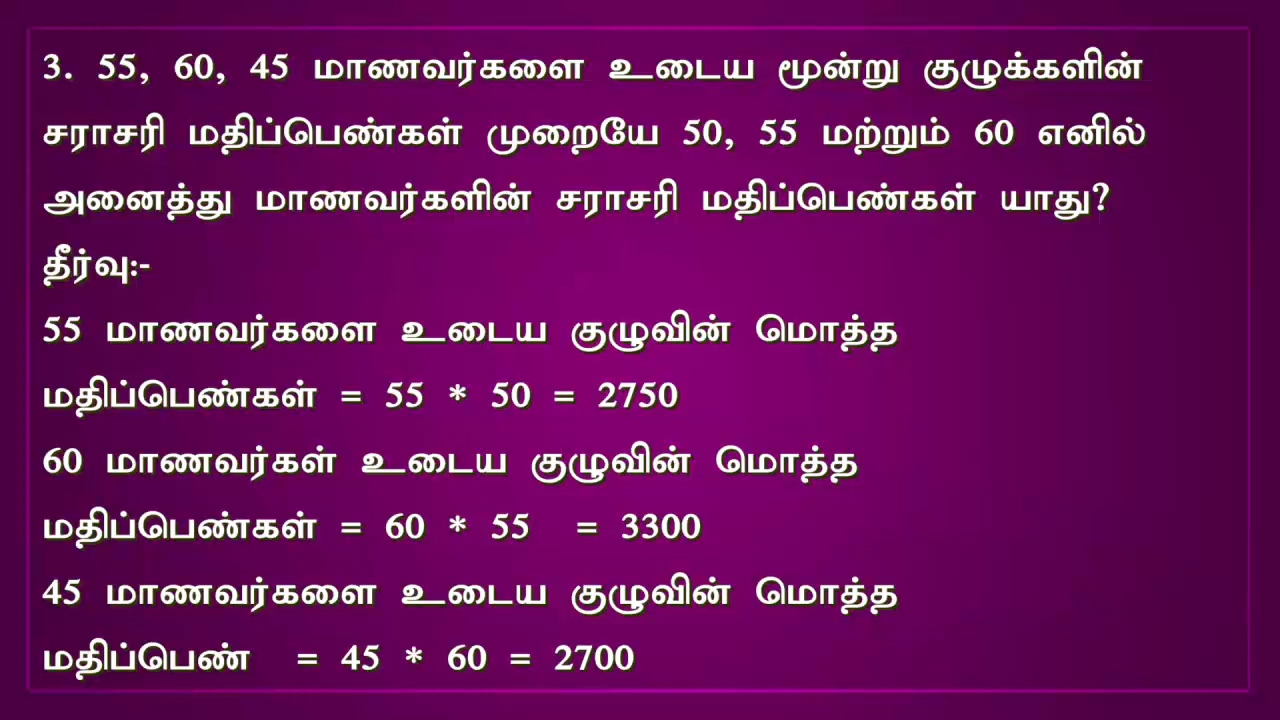 3. 55, 60, 45 மாணவர்களை உடைய மூன்று குழுக்களின்
சராசரி மதிப்பெண்கள் முறையே 50, 55 மற்றும் 60 எனில்
அனைத்து மாணவர்களின் சராசரி மதிப்பெண்கள் யாது?
தீர்வு:-
55 மாணவர்களை உடைய குழுவின் மொத்த
மதிப்பெண்கள் = 55 * 50 = 2750
60 மாணவர்கள் உடைய குழுவின் மொத்த
மதிப்பெண்கள் = 60 * 55 = 3300
45 மாணவர்களை உடைய குழுவின் மொத்த
மதிப்பெண் = 45 * 60 = 2700